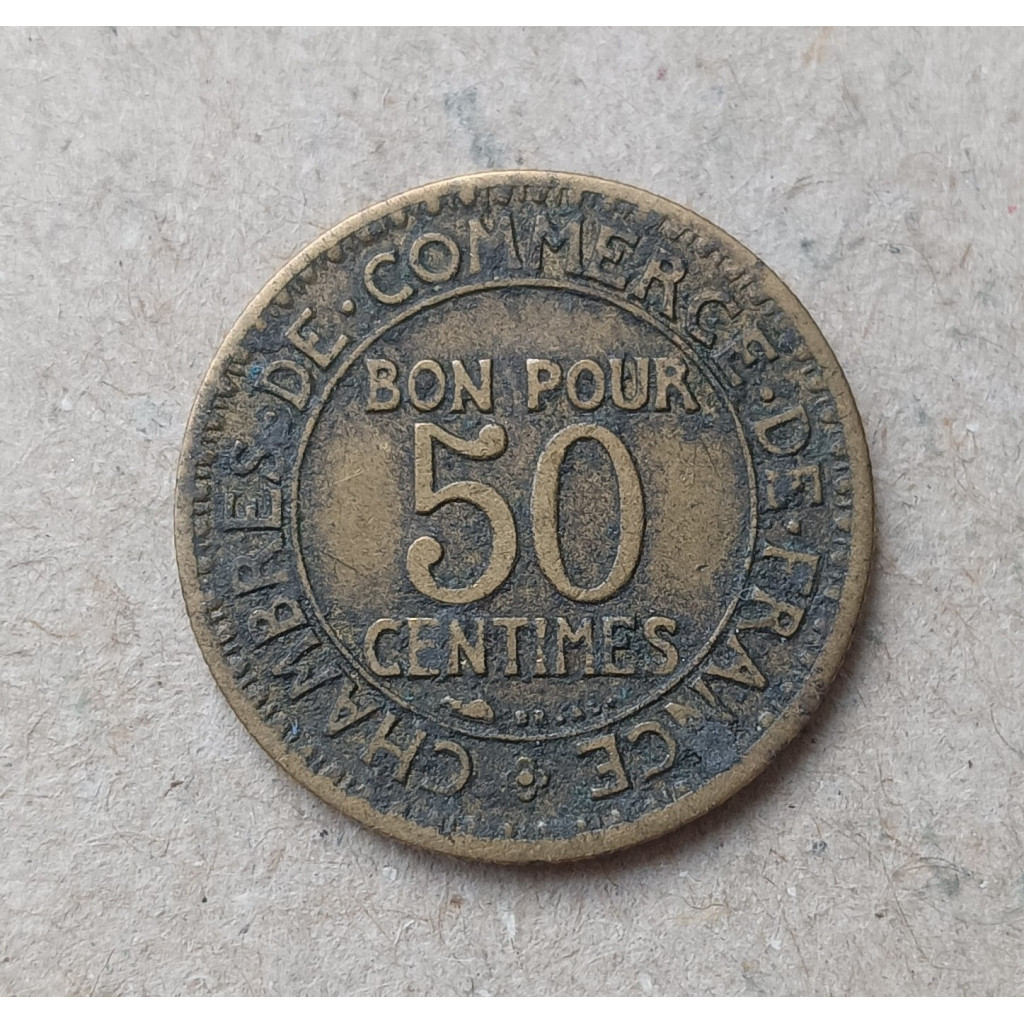 CHAMBRES·DE·COMMERCE·DE·FRANCE
BON POUR
50
CENTIMES